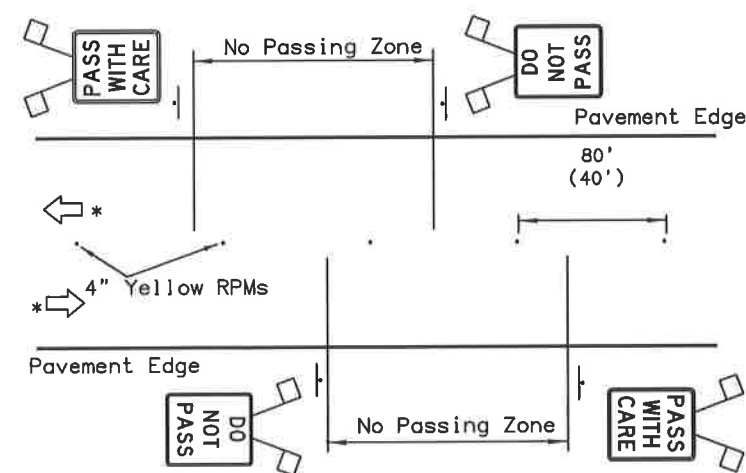 PASS
WITH
CARE
No Passing Zone
DO
NOT
PASS
Pavement Edge
80'
(40')
*
4" Yellow RPMs
*
Pavement Edge
DO
NOT
PASS
No Passing Zone
PASS
WITH
CARE